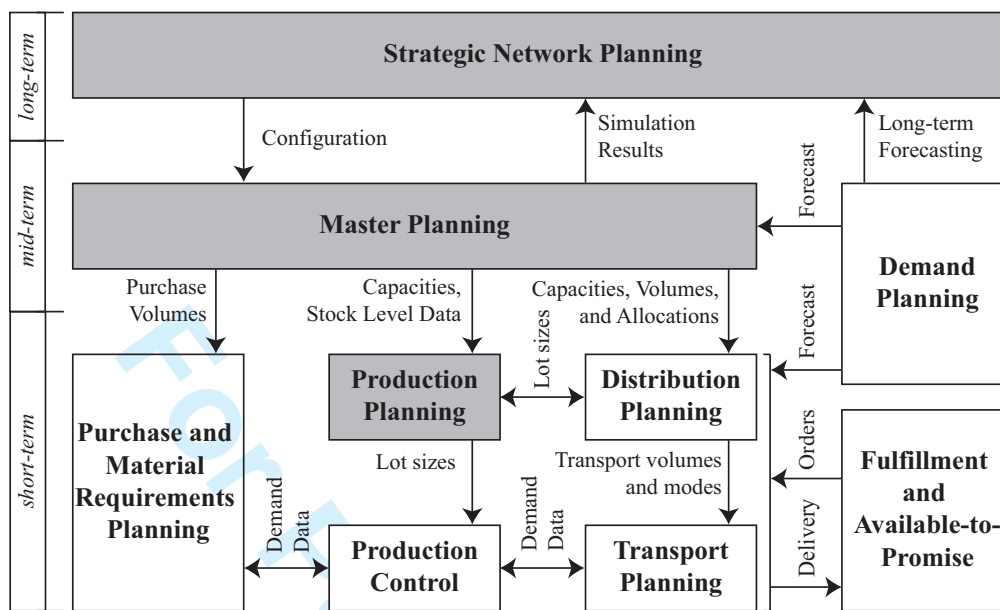 long-term
Strategic Network Planning
Configuration
Simulation
Results
Long-term
Forecasting
mid-term
Master Planning
Forecast
Demand
Planning
Purchase
Volumes
Capacities,
Stock Level Data
Capacities, Volumes,
and Allocations
short-term
Purchase and
Material
Requirements
Planning
Production
Planning
Lot sizes
Distribution
Planning
Forecast
Lot sizes
Transport volumes
and modes
Orders
Delivery
Fulfillment
and
Available-to-
Promise
Demand
Data
Production
Control
Demand
Data
Transport
Planning
For